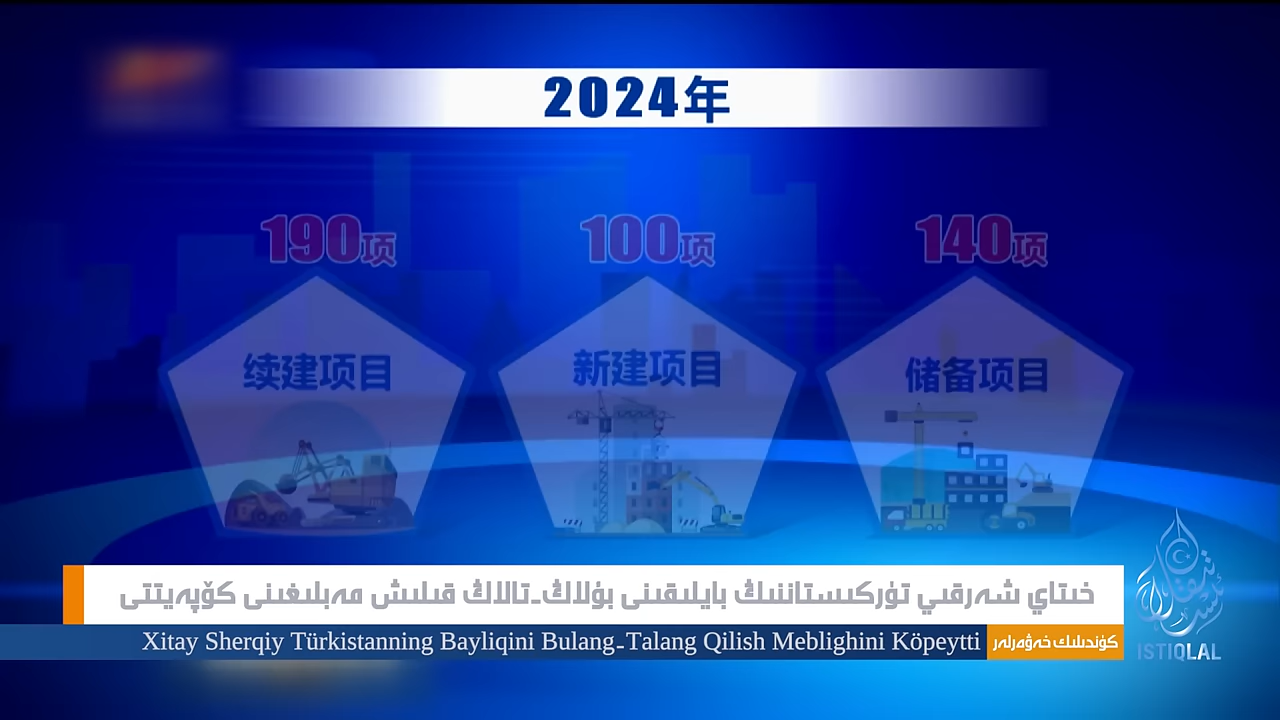 2024年
190项
100项
140项
续建项目
新建项目
储备项目
خىتاي شەرقىي تۈركىستاننىڭ بايلىقىنى بۇلاڭ-تالاڭ قىلىش مەبلىغىنى كۆپەيتتى
Xitay Sherqiy Türkistanning Bayliqini Bulang-Talang Qilish Meblighini Köpeytti
كۈندىلىك خەۋەرلەر
ISTIQLAL